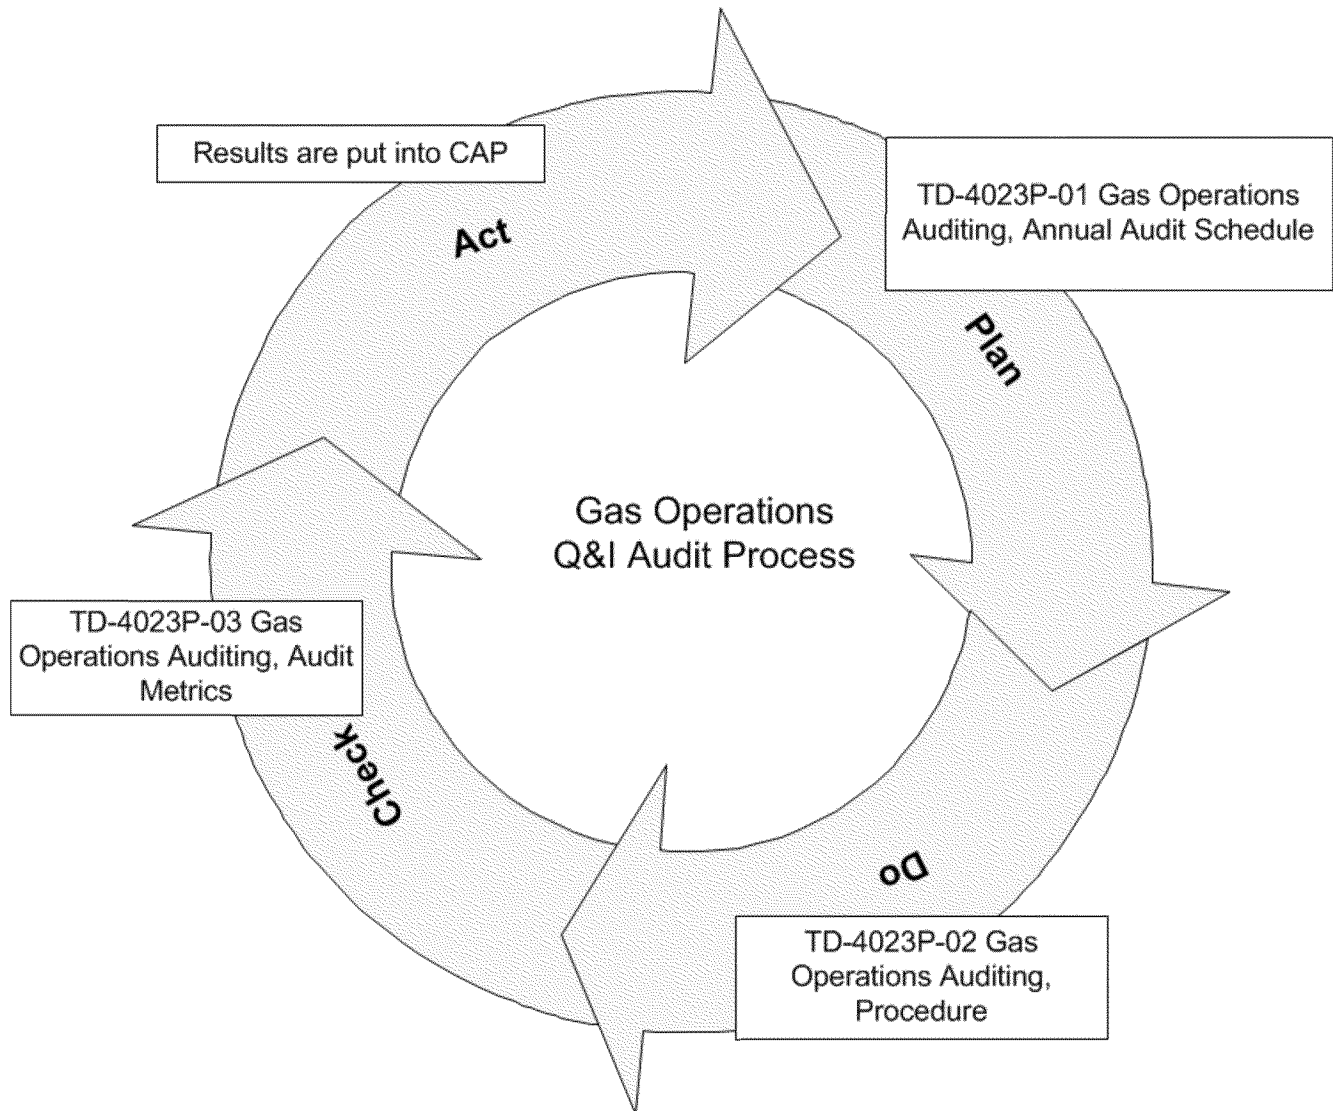 Results are put into CAP
TD-4023P-01 Gas Operations
Auditing, Annual Audit Schedule
Act
Plan
Gas Operations
Q&I Audit Process
TD-4023P-03 Gas
Operations Auditing, Audit
Metrics
Check
Do
TD-4023P-02 Gas
Operations Auditing,
Procedure